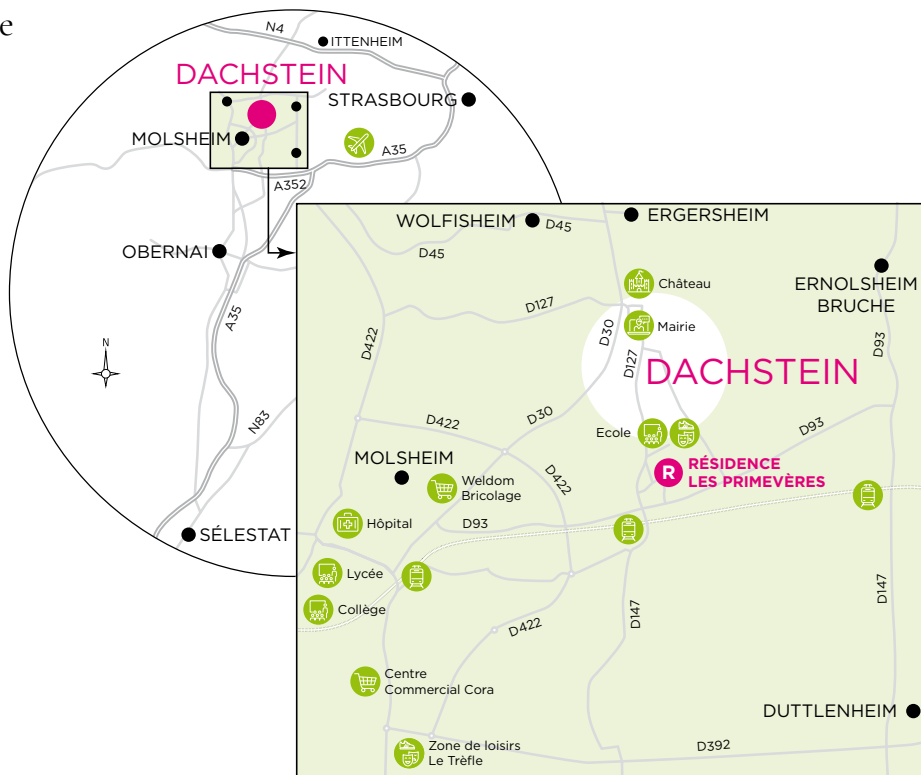 e
N4
ITTENHEIM
DACHSTEIN
STRASBOURG
MOLSHEIM
A35
A352
OBERNAI
A35
N
N83
SÉLESTAT
WOLFISHEIM
D45
ERGERSHEIM
D45
ERNOLSHEIM
BRUCHE
Château
D127
D30
Mairie
D422
D127
D93
DACHSTEIN
D30
D422
D93
Ecole
MOLSHEIM
D422
RÉSIDENCE
LES PRIMEVÈRES
R
Weldom
Bricolage
Hôpital
D93
Lycée
Collège
D147
D147
D422
Centre
Commercial Cora
DUTTLENHEIM
Zone de loisirs
Le Trèfle
D392